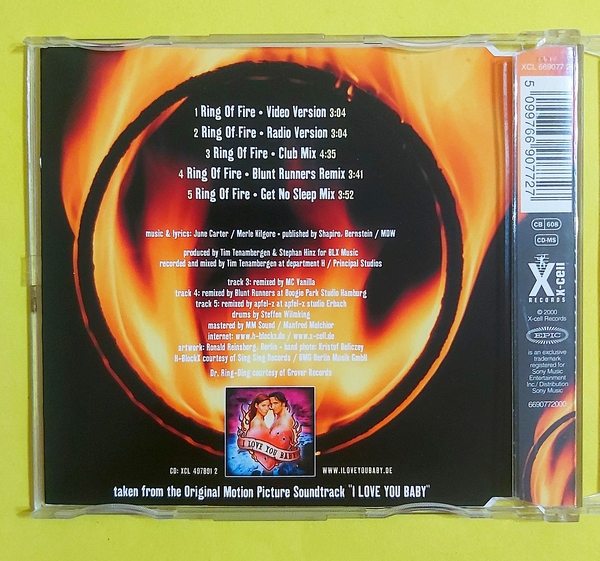 1 Ring Of Fire • Video Version 3:04
2 Ring Of Fire • Radio Version 3:04
3 Ring Of Fire • Club Mix 4:35
4 Ring Of Fire • Blunt Runners Remix 3:41
5 Ring Of Fire • Get No Sleep Mix 3:52
music & lyrics: June Carter / Merle Kilgore • published by Shapiro, Bernstein / MDW
produced by Tim Tenambergen & Stephan Hinz for BLX Music
recorded and mixed by Tim Tenambergen at department H / Principal Studios
track 3: remixed by MC Vanilla
track 4: remixed by Blunt Runners at Boogie Park Studio Hamburg
track 5: remixed by apfel-z at apfel-z studio Erbach
drums by Steffen Wilmking
mastered by MM Sound / Manfred Melchior
internet: www.h-blockx.de / www.x-cell.de
artwork: Ronald Reinsberg, Berlin • band photo: Kristof Holiczey
H-BlockX courtesy of Sing Sing Records / BMG Berlin Musik GmbH
Dr. Ring-Ding courtesy of Grover Records
I LOVE YOU BABY
CD: XCL 497891 2
WWW.ILOVEYOUBABY.DE
taken from the Original Motion Picture Soundtrack "I LOVE YOU BABY"
XCL 669077 2
5 099766 907727
CB 608
CD-MS
X
x-cell
RECORDS
© 2000
X-cell Records
EPIC
is an exclusive
trademark
registered for
Sony Music
Entertainment
Inc./ Distribution
Sony Music
6690772000